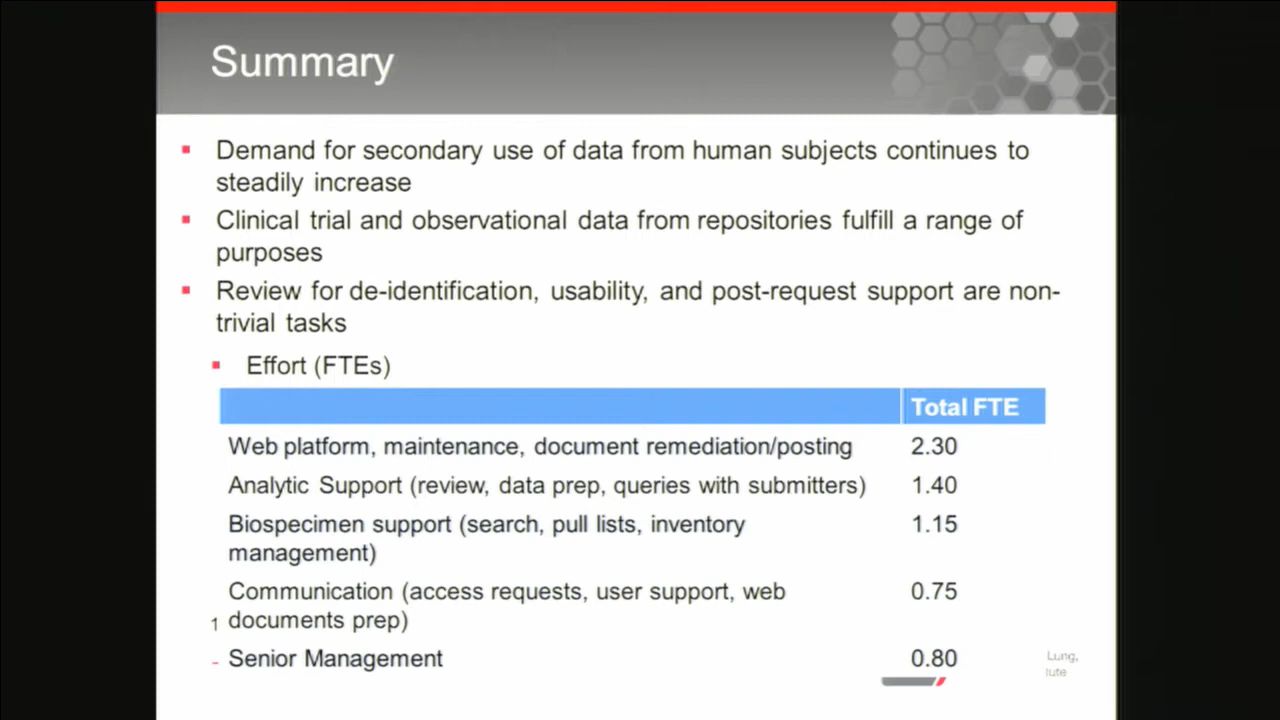 Summary
Demand for secondary use of data from human subjects continues to
steadily increase
Clinical trial and observational data from repositories fulfill a range of
purposes
Review for de-identification, usability, and post-request support are non-
trivial tasks
Effort (FTEs)
Total FTE
Web platform, maintenance, document remediation/posting 2.30
Analytic Support (review, data prep, queries with submitters) 1.40
Biospecimen support (search, pull lists, inventory 1.15
management)
Communication (access requests, user support, web 0.75
1 documents prep)
Senior Management 0.80
Lung,
lute